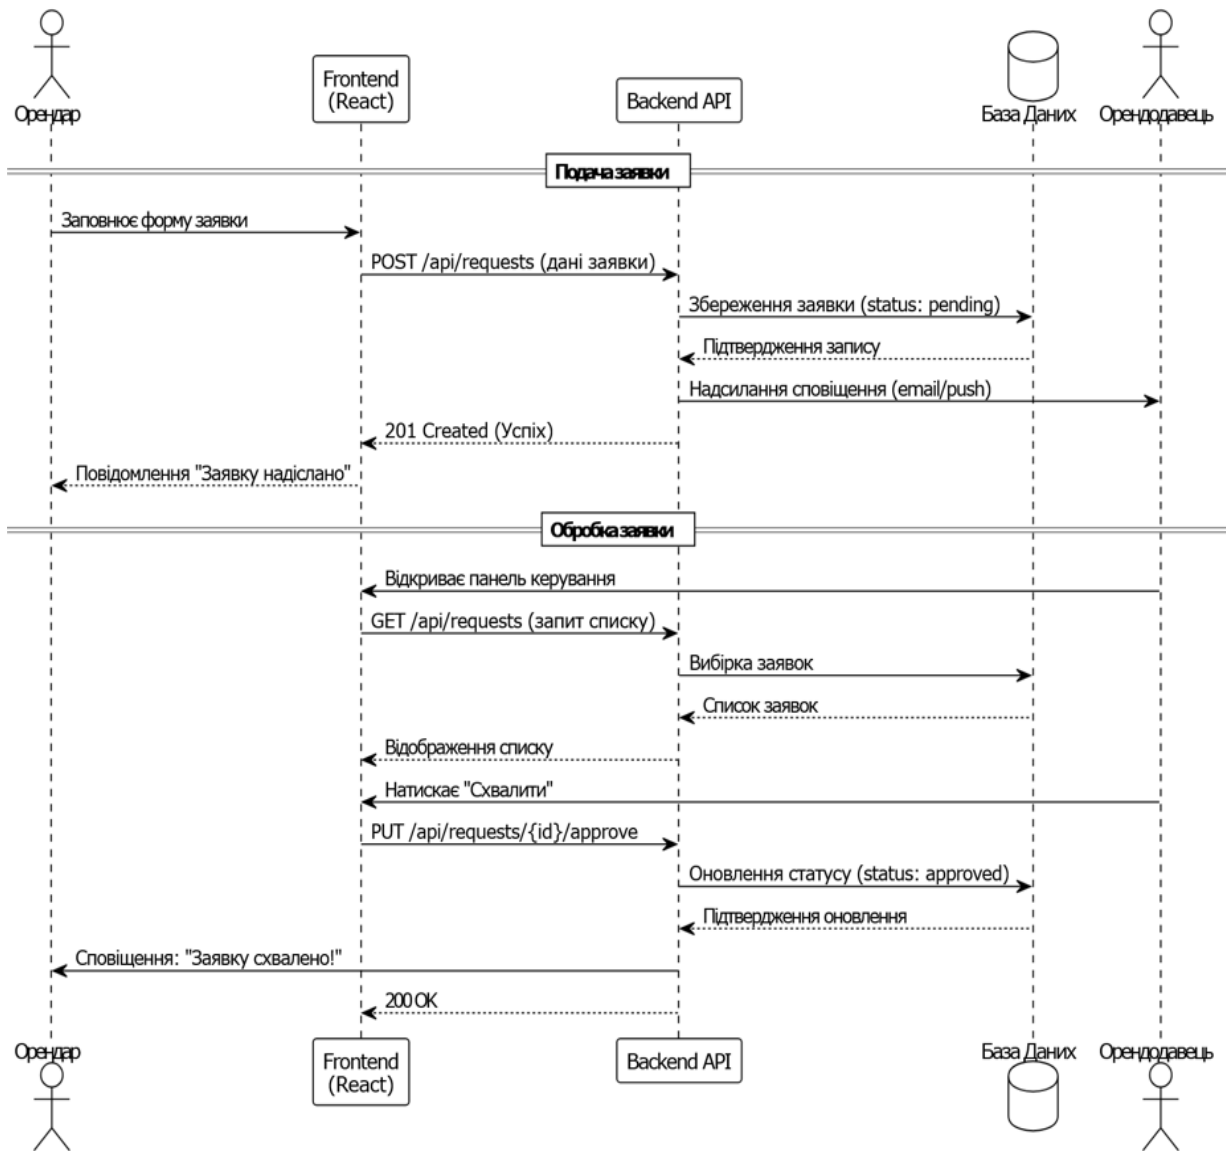 Орендар
Frontend
(React)
Backend API
База Даних
Орендодавець
Подача заявки
Заповнює форму заявки
POST /api/requests (дані заявки)
Збереження заявки (status: pending)
Підтвердження запису
Надсилання сповіщення (email/push)
201 Created (Успіх)
Повідомлення "Заявку надіслано"
Обробка заявки
Відкриває панель керування
GET /api/requests (запит списку)
Вибірка заявок
Список заявок
Відображення списку
Натискає "Схвалити"
PUT /api/requests/{id}/approve
Оновлення статусу (status: approved)
Підтвердження оновлення
Сповіщення: "Заявку схвалено!"
200 OK
Орендар
Frontend
(React)
Backend API
База Даних
Орендодавець